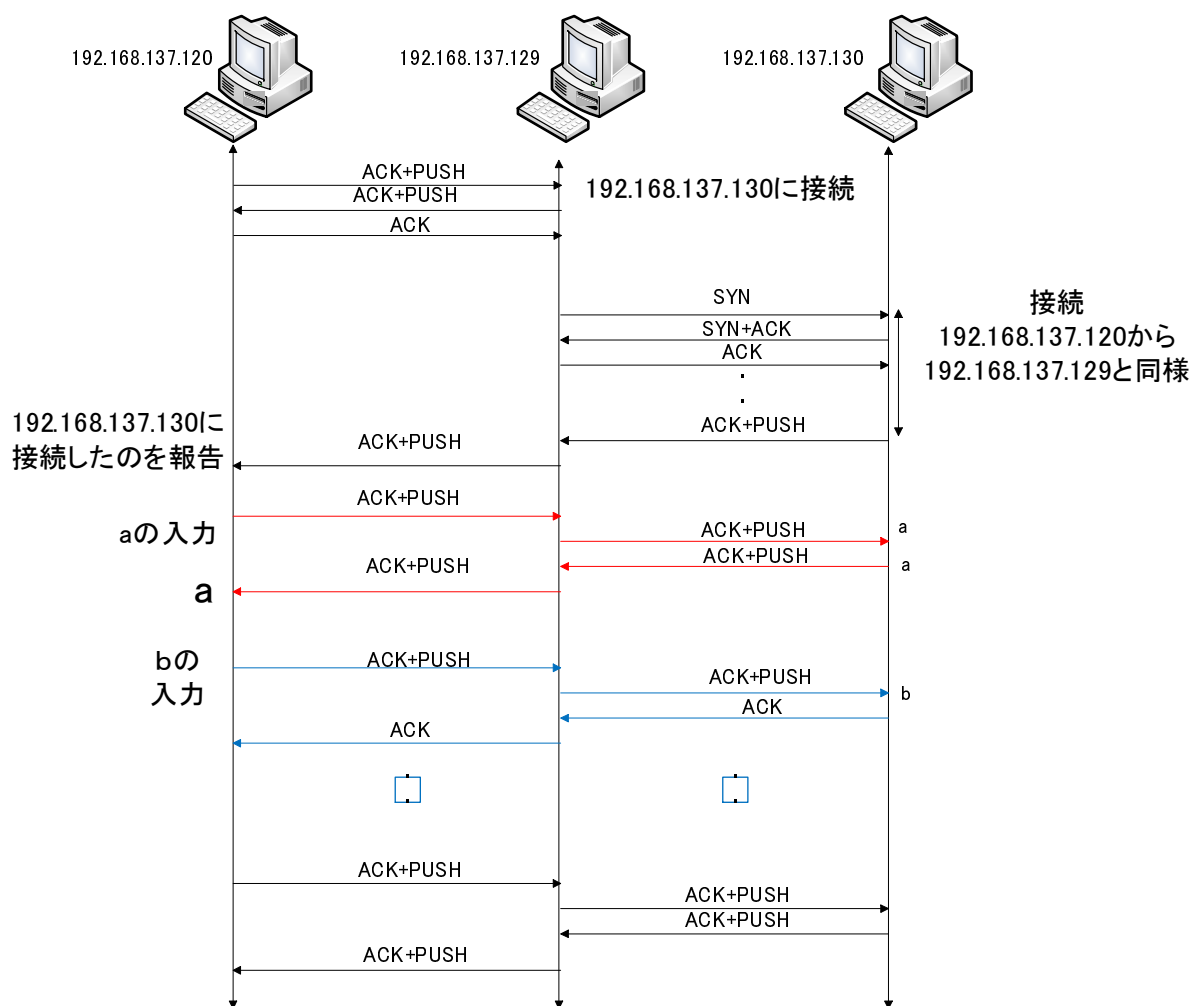 192.168.137.120
192.168.137.129
192.168.137.130
ACK+PUSH
192.168.137.130に接続
ACK+PUSH
ACK
SYN
接続
192.168.137.120から
192.168.137.129と同様
SYN+ACK
ACK
192.168.137.130に
接続したのを報告
ACK+PUSH
ACK+PUSH
ACK+PUSH
aの入力
ACK+PUSH
a
ACK+PUSH
a
ACK+PUSH
a
bの
入力
ACK+PUSH
ACK+PUSH
b
ACK
ACK
ACK+PUSH
ACK+PUSH
ACK+PUSH
ACK+PUSH